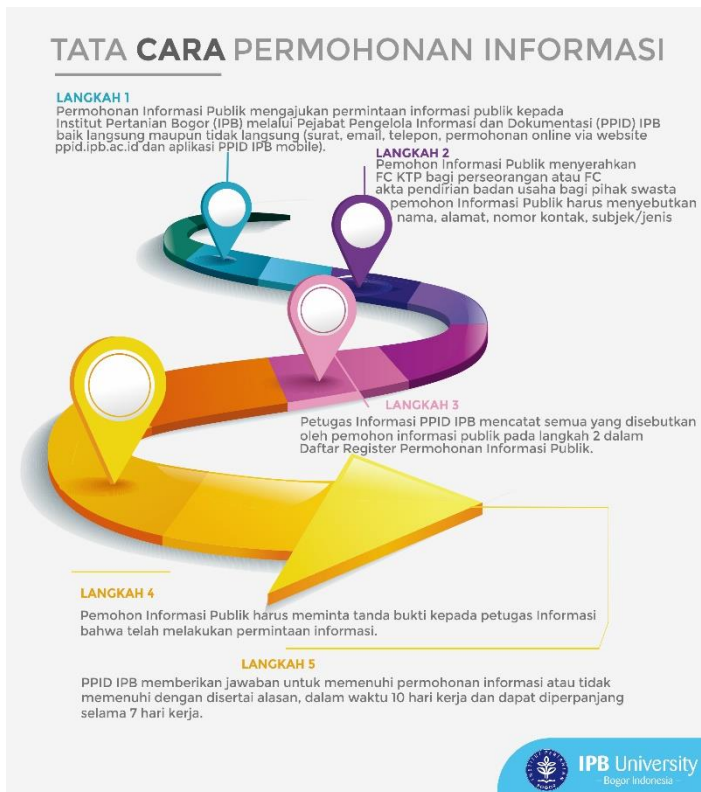 TATA CARA PERMOHONAN INFORMASI
LANGKAH 1
Permohonan Informasi Publik mengajukan permintaan informasi publik kepada
Institut Pertanian Bogor (IPB) melalui Pejabat Pengelola Informasi dan Dokumentasi (PPID) IPB
baik langsung maupun tidak langsung (surat, email, telepon, permohonan online via website
ppid.ipb.ac.id dan aplikasi PPID IPB mobile).
LANGKAH 2
Pemohon Informasi Publik menyerahkan
FC KTP bagi perseorangan atau FC
akta pendirian badan usaha bagi pihak swasta
pemohon Informasi Publik harus menyebutkan
nama, alamat, nomor kontak, subjek/jenis
LANGKAH 3
Petugas Informasi PPID IPB mencatat semua yang disebutkan
oleh pemohon informasi publik pada langkah 2 dalam
Daftar Register Permohonan Informasi Publik.
LANGKAH 4
Pemohon Informasi Publik harus meminta tanda bukti kepada petugas Informasi
bahwa telah melakukan permintaan informasi.
LANGKAH 5
PPID IPB memberikan jawaban untuk memenuhi permohonan informasi atau tidak
memenuhi dengan disertai alasan, dalam waktu 10 hari kerja dan dapat diperpanjang
selama 7 hari kerja.
IPB University
Bogor Indonesia